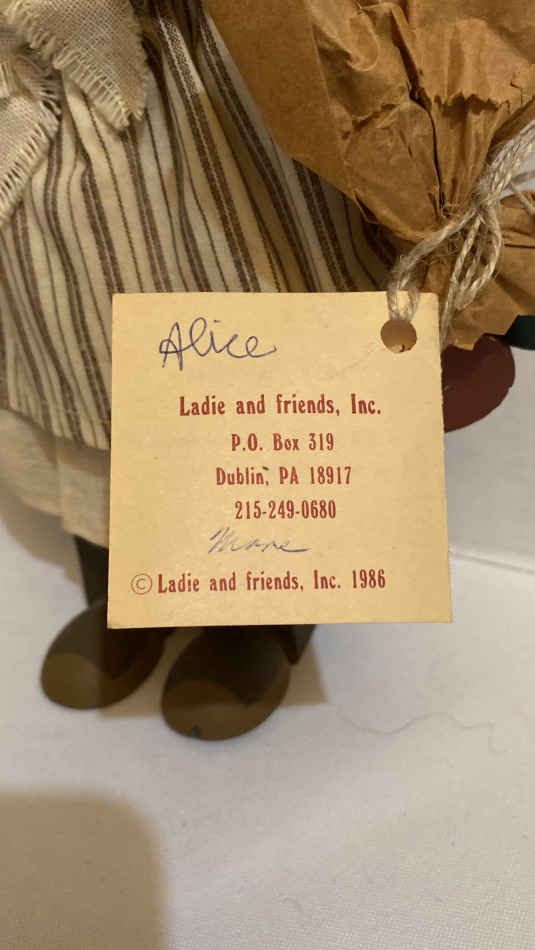 Alice
Ladie and friends, Inc.
P.O. Box 319
Dublin, PA 18917
215-249-0680
© Ladie and friends, Inc. 1986